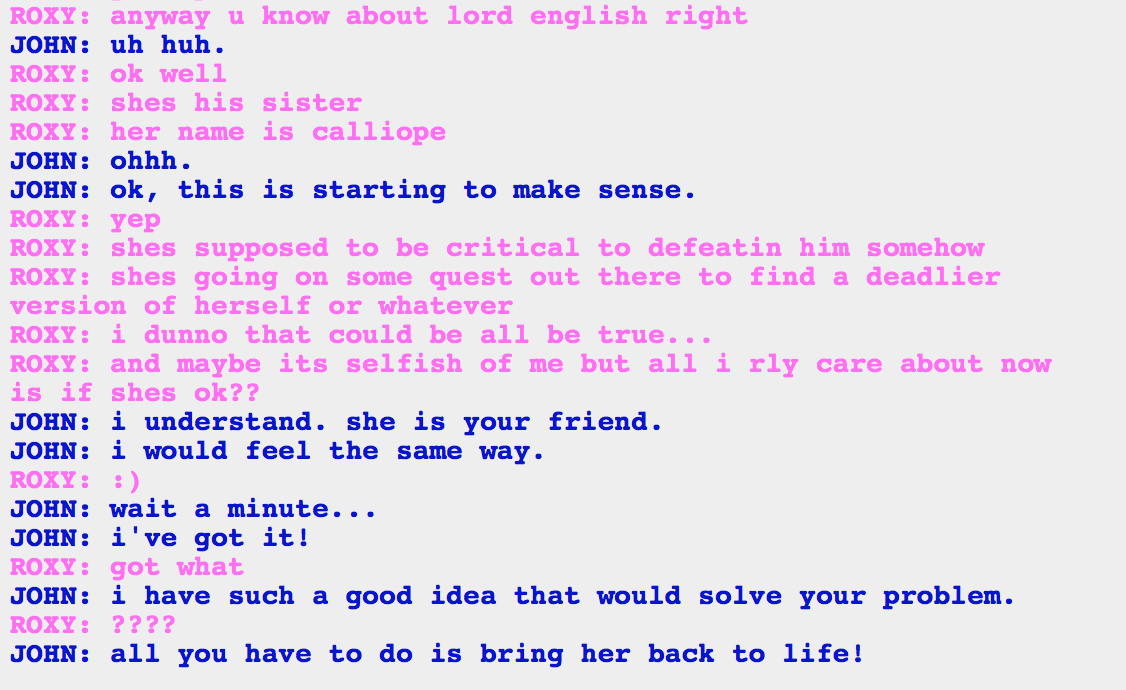 ROXY: anyway u know about lord english right
JOHN: uh huh.
ROXY: ok well
ROXY: shes his sister
ROXY: her name is calliope
JOHN: ohhh.
JOHN: ok, this is starting to make sense.
ROXY: yep
ROXY: shes supposed to be critical to defeatin him somehow
ROXY: shes going on some quest out there to find a deadlier
version of herself or whatever
ROXY: i dunno that could be all be true...
ROXY: and maybe its selfish of me but all i rly care about now
is if shes ok??
JOHN: i understand. she is your friend.
JOHN: i would feel the same way.
ROXY: :)
JOHN: wait a minute...
JOHN: i've got it!
ROXY: got what
JOHN: i have such a good idea that would solve your problem.
ROXY: ????
JOHN: all you have to do is bring her back to life!